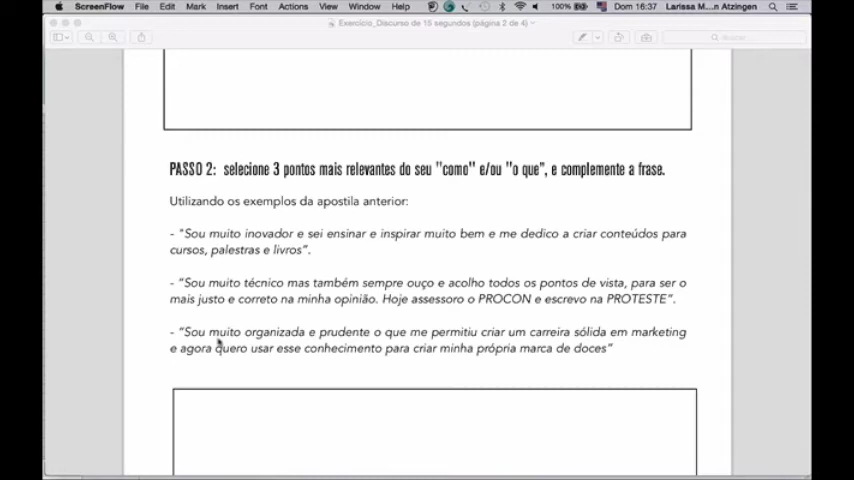 ScreenFlow File Edit Mark Insert Font Actions View Window Help 100% Dom 16:37 Larissa M...n Atzingen
Exercício_Discurso de 15 segundos (página 2 de 4)
Buscar
PASSO 2: selecione 3 pontos mais relevantes do seu "como" e/ou "o que", e complemente a frase.
Utilizando os exemplos da apostila anterior:
- "Sou muito inovador e sei ensinar e inspirar muito bem e me dedico a criar conteúdos para
cursos, palestras e livros".
- "Sou muito técnico mas também sempre ouço e acolho todos os pontos de vista, para ser o
mais justo e correto na minha opinião. Hoje assessoro o PROCON e escrevo na PROTESTE".
- "Sou muito organizada e prudente o que me permitiu criar um carreira sólida em marketing
e agora quero usar esse conhecimento para criar minha própria marca de doces"